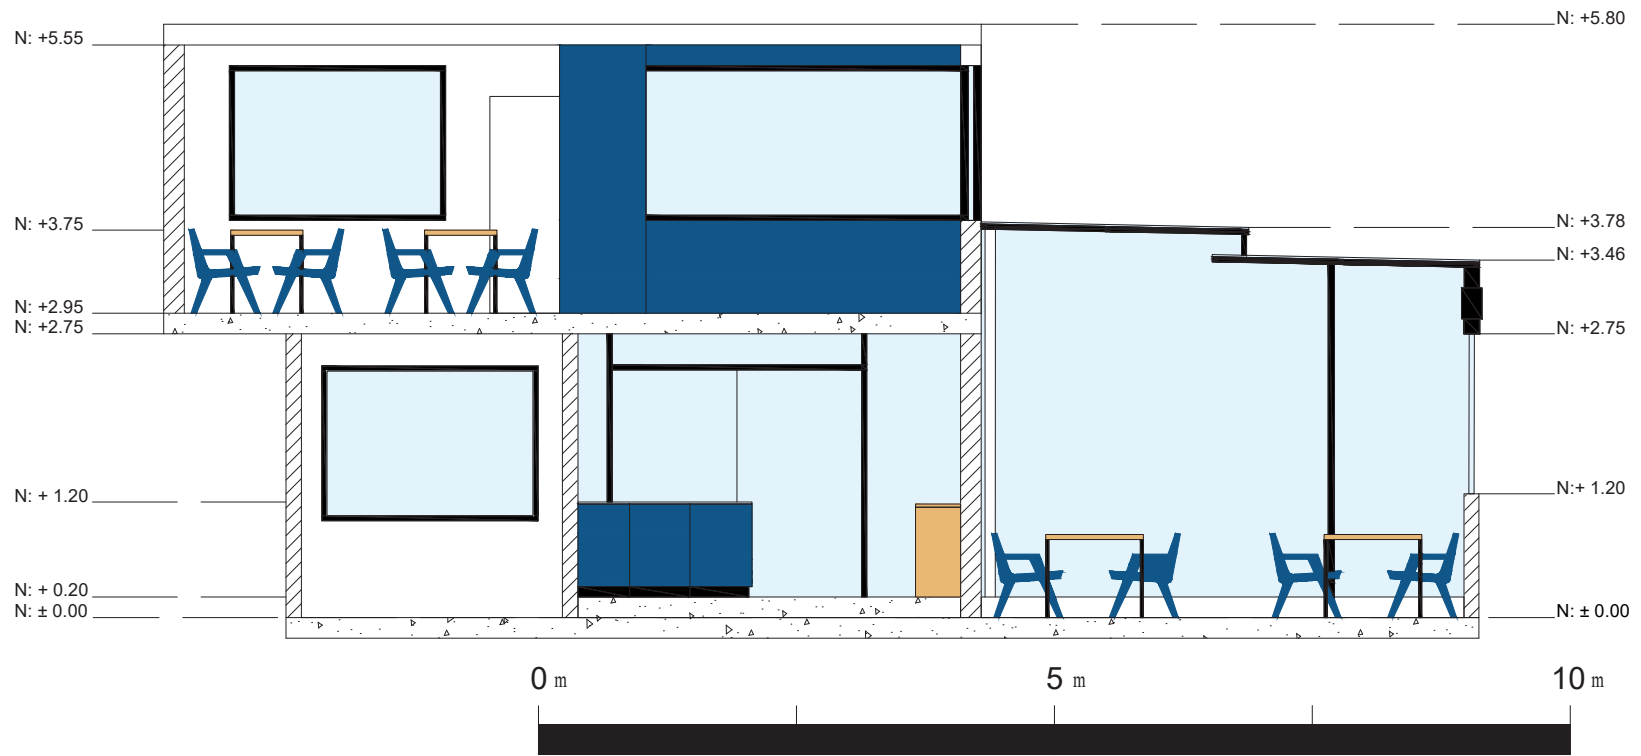 N: +5.80
N: +5.55
N: +3.75
N: +3.78
N: +3.46
N: +2.95
N: +2.75
N: +2.75
N: + 1.20
N:+ 1.20
N: + 0.20
N: ± 0.00
N: ± 0.00
0 m 5 m 10 m